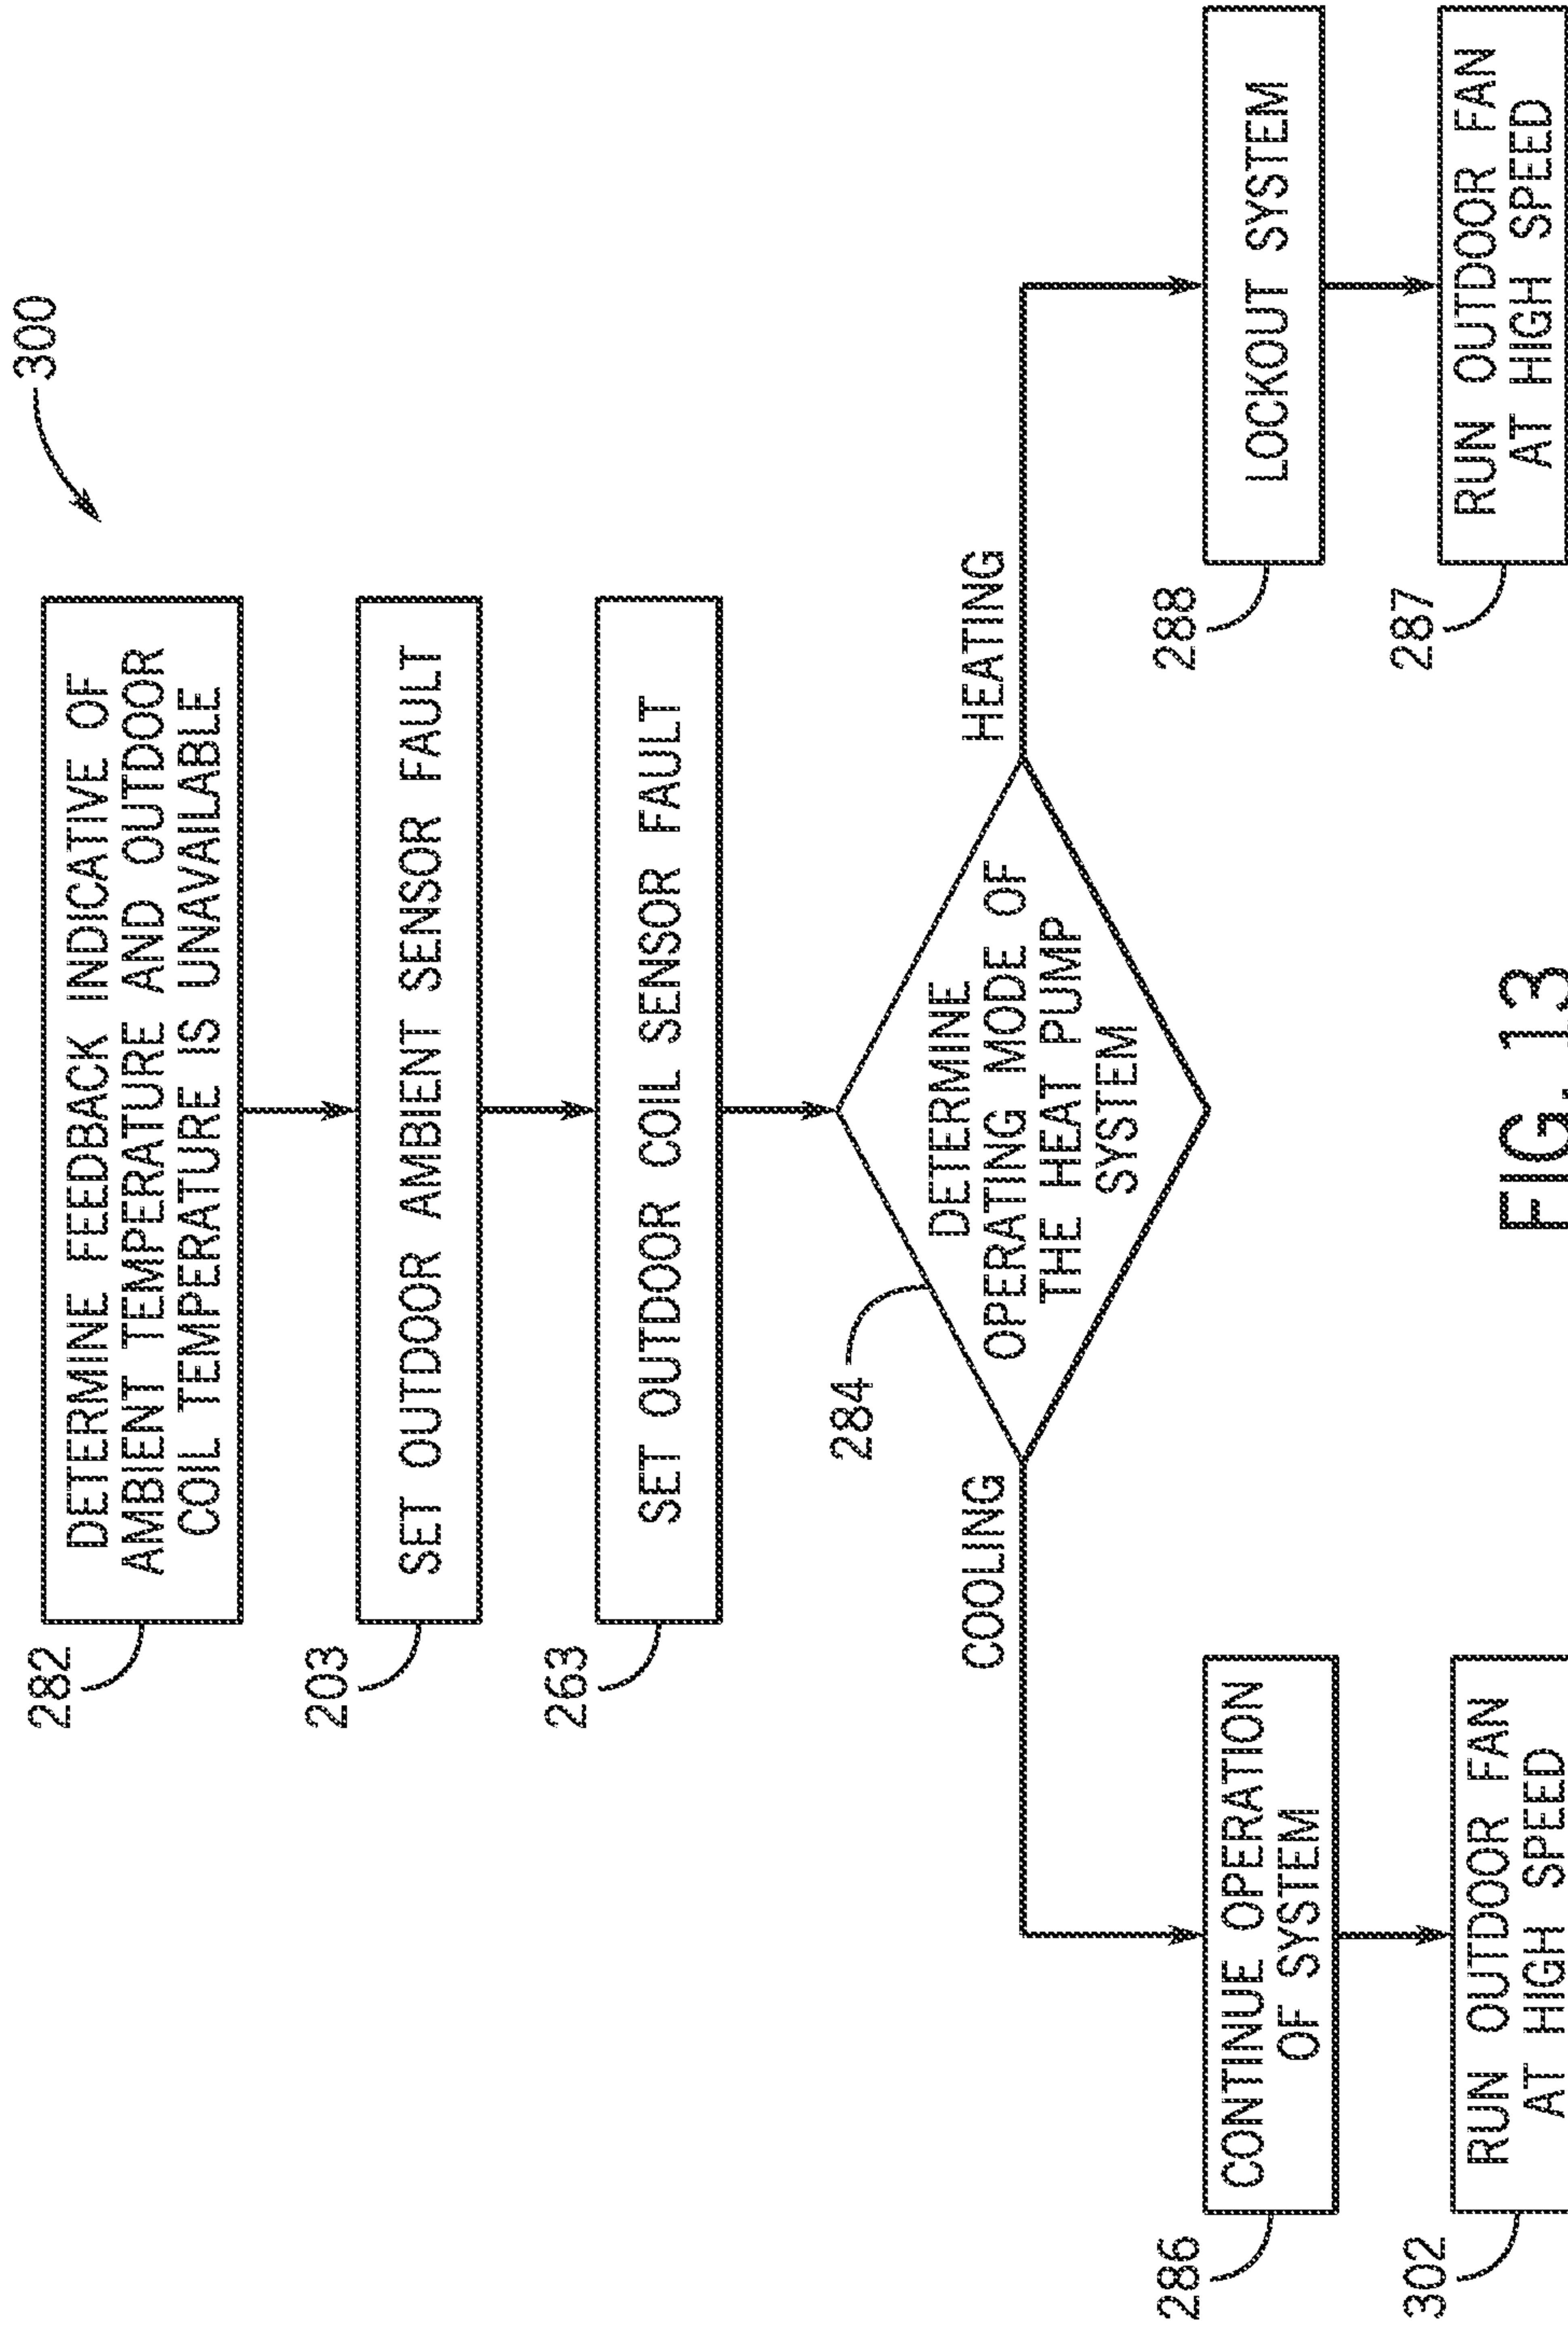 300
282
DETERMINE FEEDBACK INDICATIVE OF
AMBIENT TEMPERATURE AND OUTDOOR
COIL TEMPERATURE IS UNAVAILABLE
203
SET OUTDOOR AMBIENT SENSOR FAULT
263
SET OUTDOOR COIL SENSOR FAULT
284
DETERMINE
OPERATING MODE OF
THE HEAT PUMP
SYSTEM
COOLING
HEATING
286
CONTINUE OPERATION
OF SYSTEM
288
LOCKOUT SYSTEM
302
RUN OUTDOOR FAN
AT HIGH SPEED
287
RUN OUTDOOR FAN
AT HIGH SPEED
FIG. 13